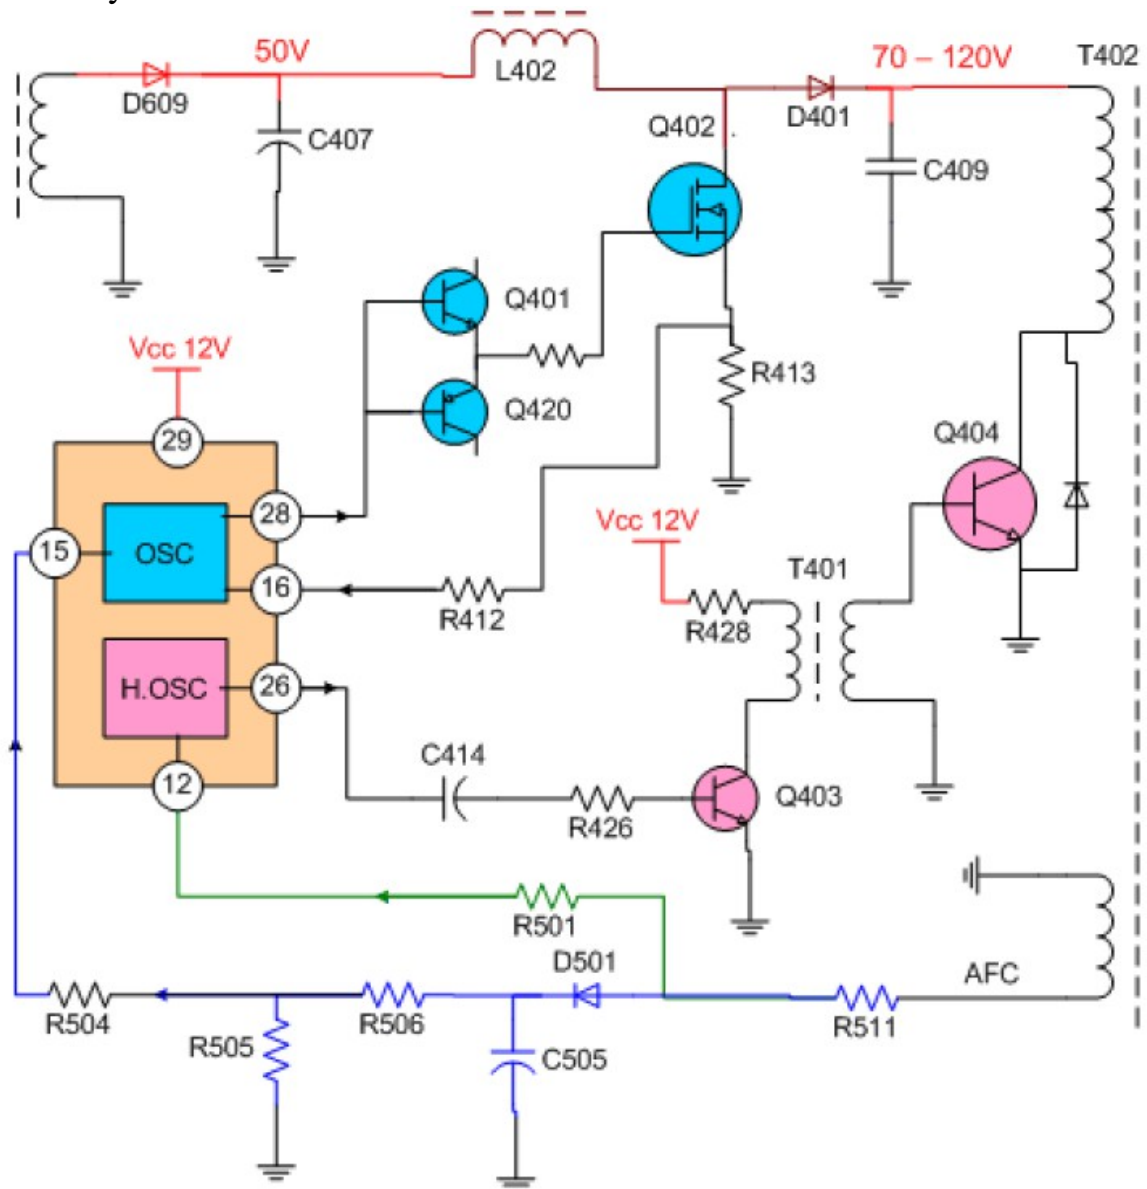 50V
70 – 120V
T402
L402
D609
Q402
D401
C407
C409
Q401
Vcc 12V
R413
Q420
Q404
29
28
Vcc 12V
15
OSC
T401
16
R412
R428
H.OSC
26
C414
12
Q403
R426
R501
D501
AFC
R504
R506
R511
R505
C505